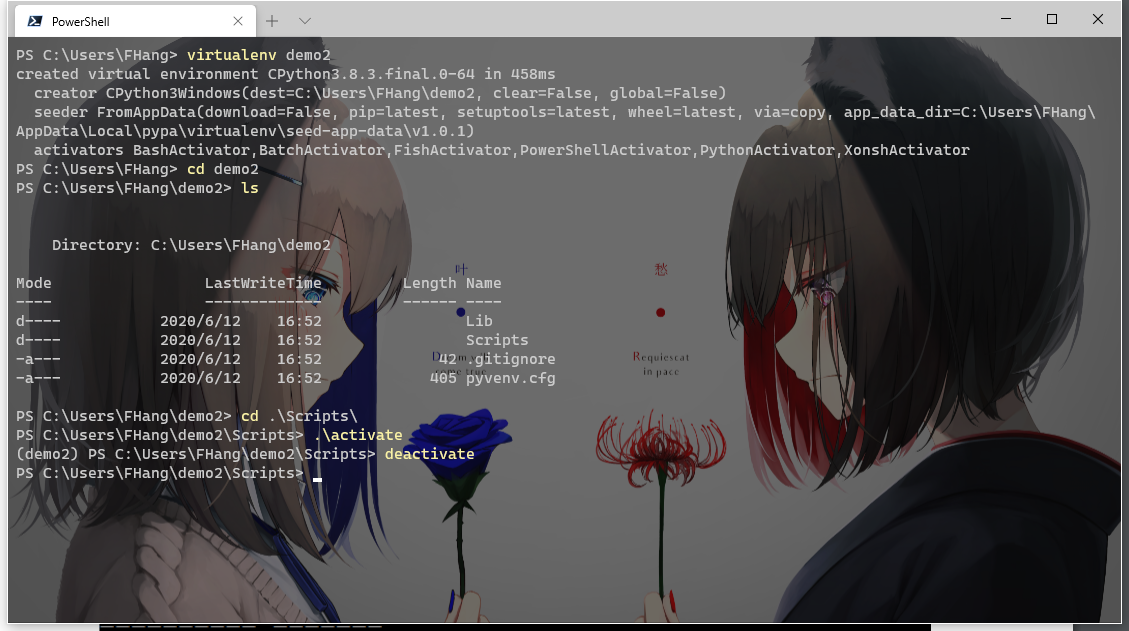 PowerShell
PS C:\Users\FHang> virtualenv demo2
created virtual environment CPython3.8.3.final.0-64 in 458ms
  creator CPython3Windows(dest=C:\Users\FHang\demo2, clear=False, global=False)
  seeder FromAppData(download=False, pip=latest, setuptools=latest, wheel=latest, via=copy, app_data_dir=C:\Users\FHang\
AppData\Local\pypa\virtualenv\seed-app-data\v1.0.1)
  activators BashActivator,BatchActivator,FishActivator,PowerShellActivator,PythonActivator,XonshActivator
PS C:\Users\FHang> cd demo2
PS C:\Users\FHang\demo2> ls
    Directory: C:\Users\FHang\demo2
叶 愁
Mode                 LastWriteTime         Length Name
----                 -------------         ------ ----
d----           2020/6/12    16:52                Lib
d----           2020/6/12    16:52                Scripts
-a---           2020/6/12    16:52             42 .gitignore
-a---           2020/6/12    16:52            405 pyvenv.cfg
Requiescat
in pace
PS C:\Users\FHang\demo2> cd .\Scripts\
PS C:\Users\FHang\demo2\Scripts> .\activate
(demo2) PS C:\Users\FHang\demo2\Scripts> deactivate
PS C:\Users\FHang\demo2\Scripts>